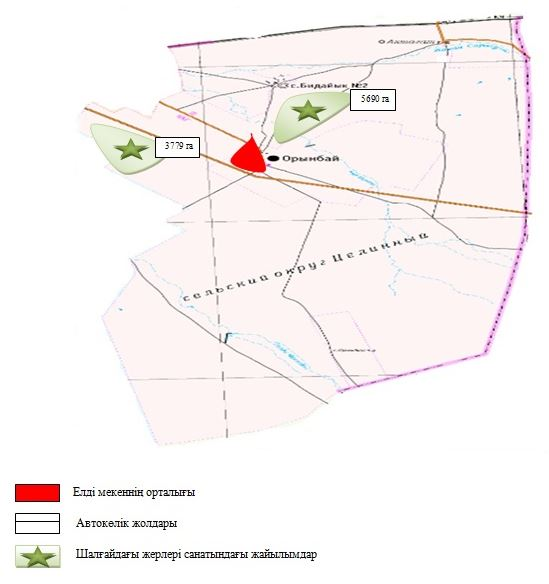 с.Бидайык №2
5690 га
3779 га
Орынбай
сельский округ Целинный
Елді мекеннің орталығы
Автокөлік жолдары
Шалғайдағы жерлері санатындағы жайылымдар